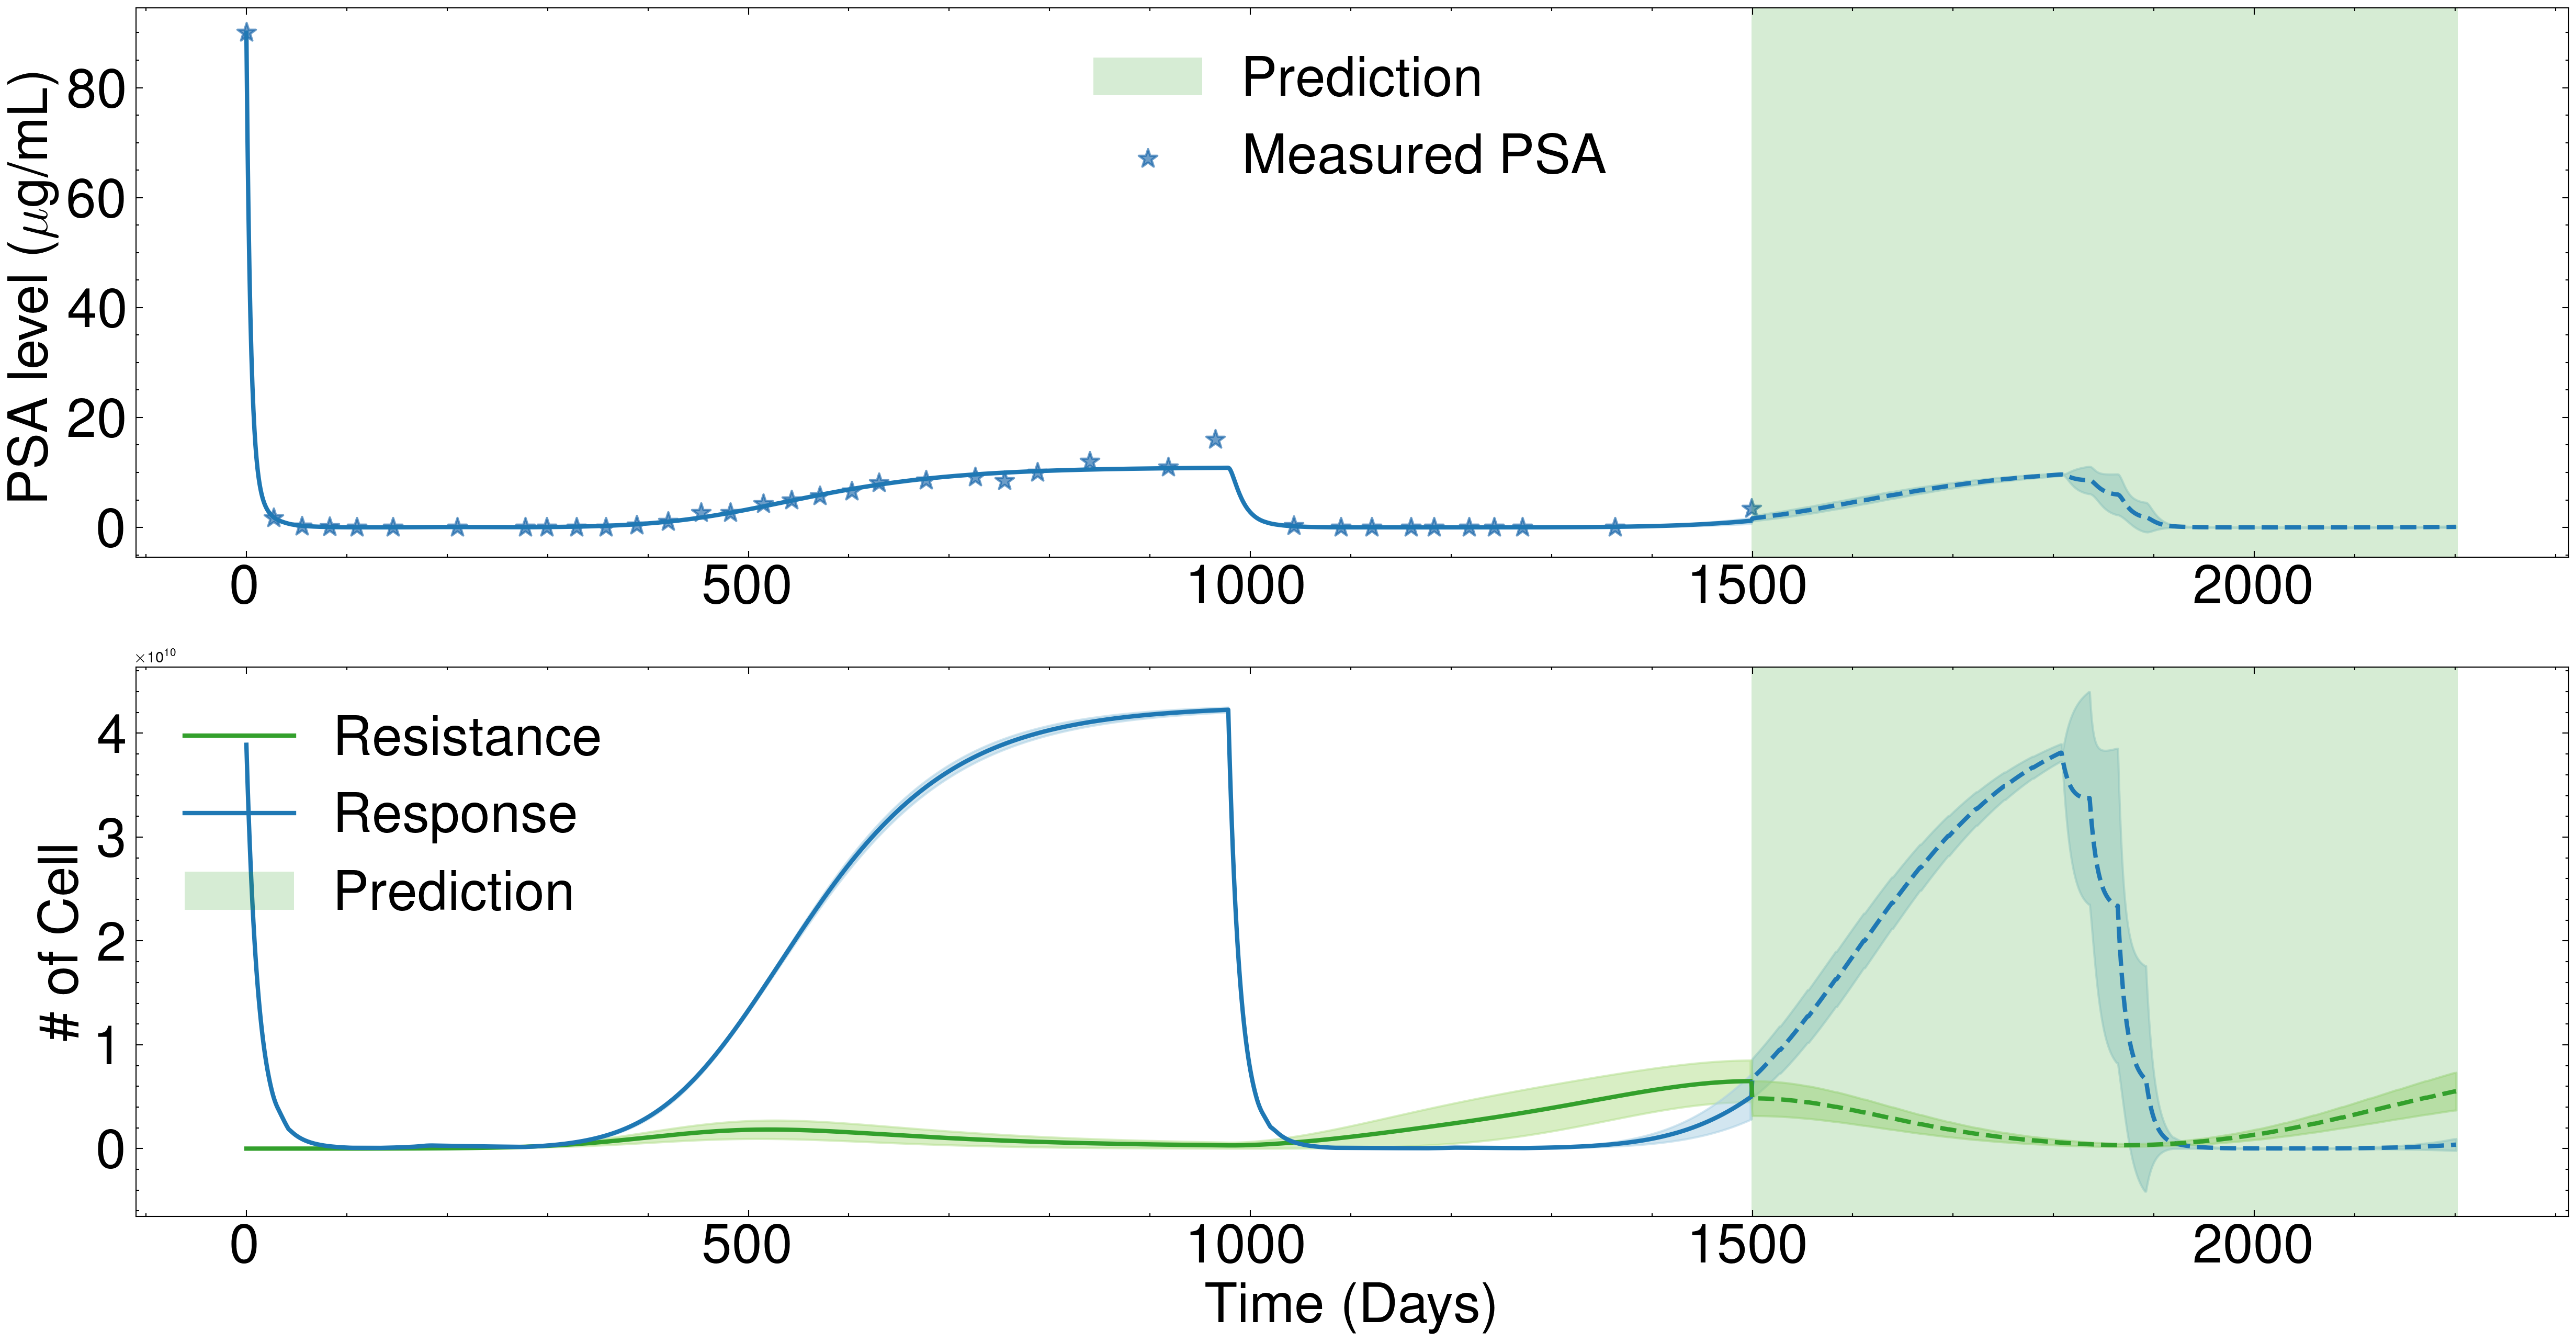 PSA level (μg/mL)
80
60
40
20
0
Prediction
Measured PSA
0 500 1000 1500 2000
×10¹⁰
# of Cell
4
3
2
1
0
Resistance
Response
Prediction
0 500 1000 1500 2000
Time (Days)